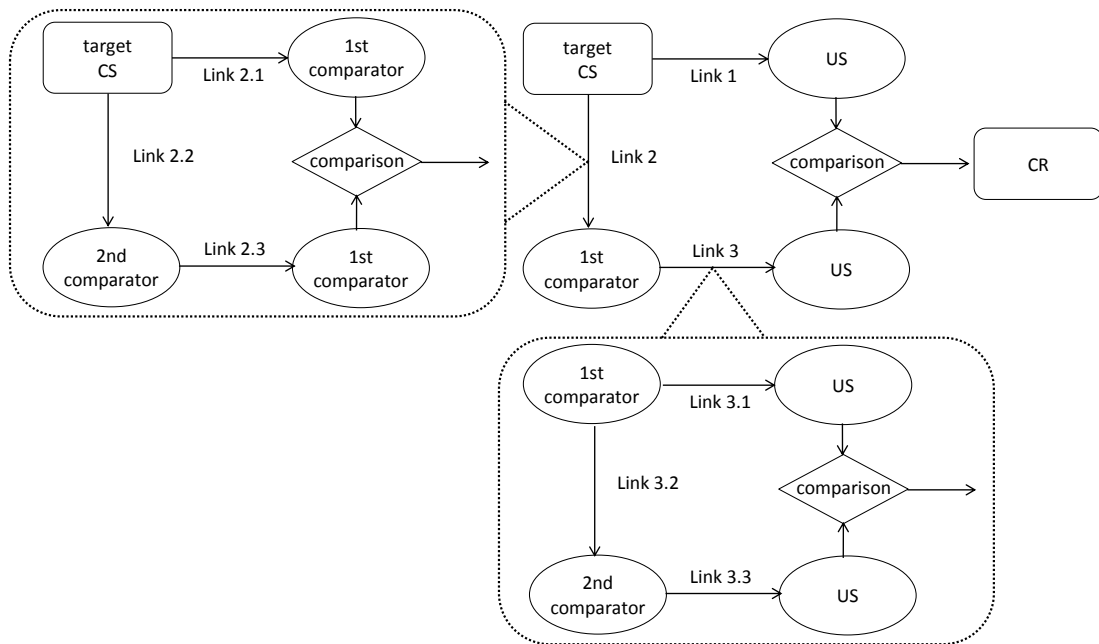 target
CS
Link 2.1
1st
comparator
Link 2.2
comparison
2nd
comparator
Link 2.3
1st
comparator
target
CS
Link 1
US
Link 2
comparison
CR
1st
comparator
Link 3
US
1st
comparator
Link 3.1
US
Link 3.2
comparison
2nd
comparator
Link 3.3
US